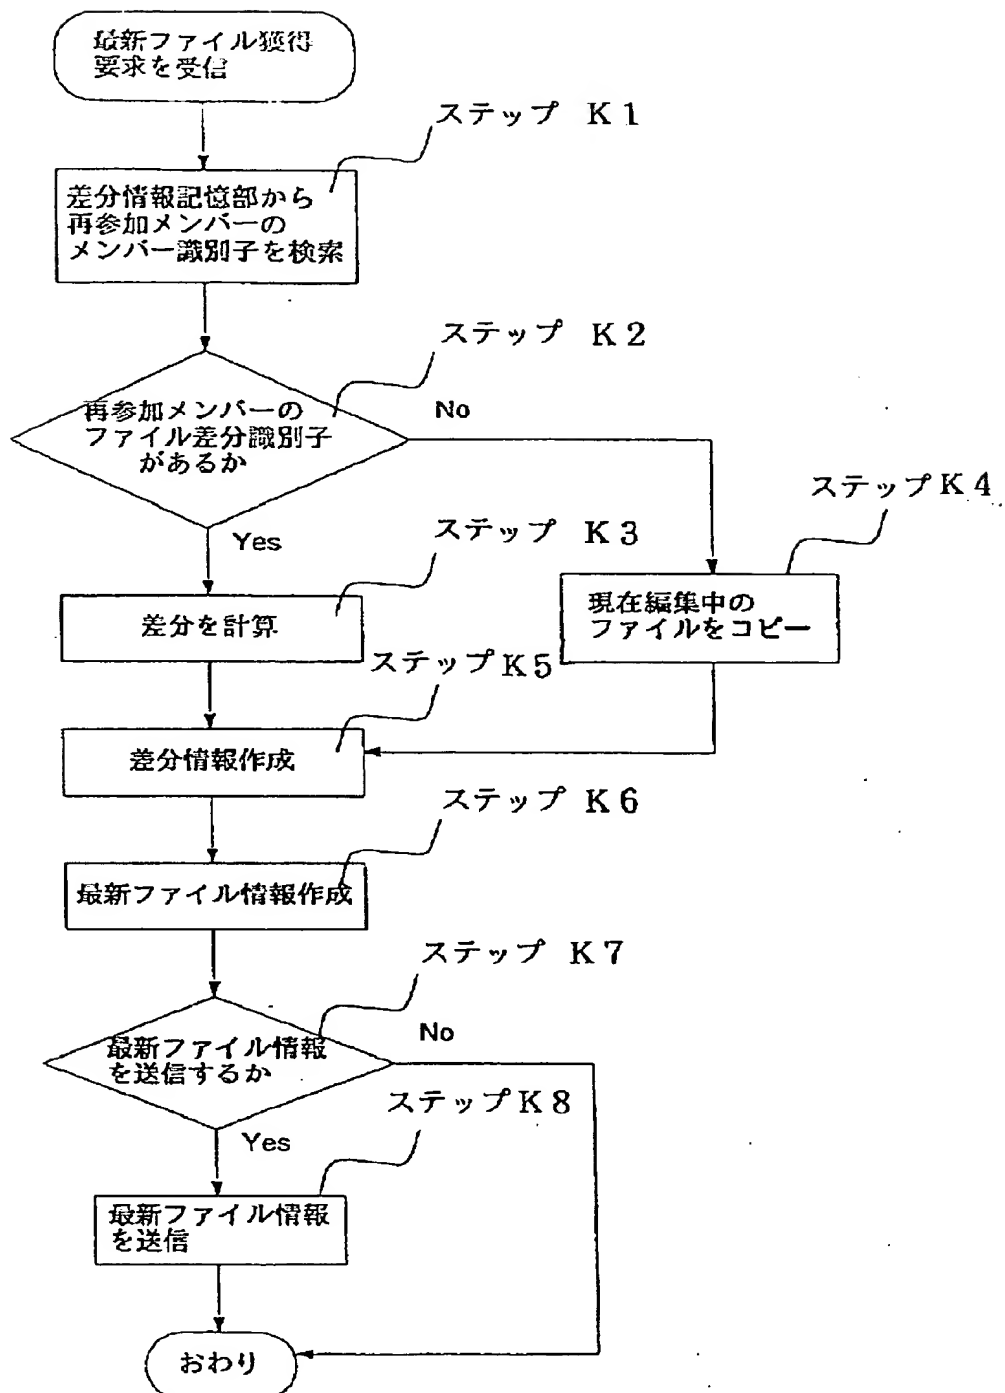 最新ファイル獲得
要求を受信
ステップ K1
差分情報記憶部から
再参加メンバーの
メンバー識別子を検索
ステップ K2
再参加メンバーの
ファイル差分識別子
があるか
No
Yes
ステップ K3
差分を計算
ステップK4
現在編集中の
ファイルをコピー
ステップK5
差分情報作成
ステップ K6
最新ファイル情報作成
ステップ K7
最新ファイル情報
を送信するか
No
Yes
ステップK8
最新ファイル情報
を送信
おわり